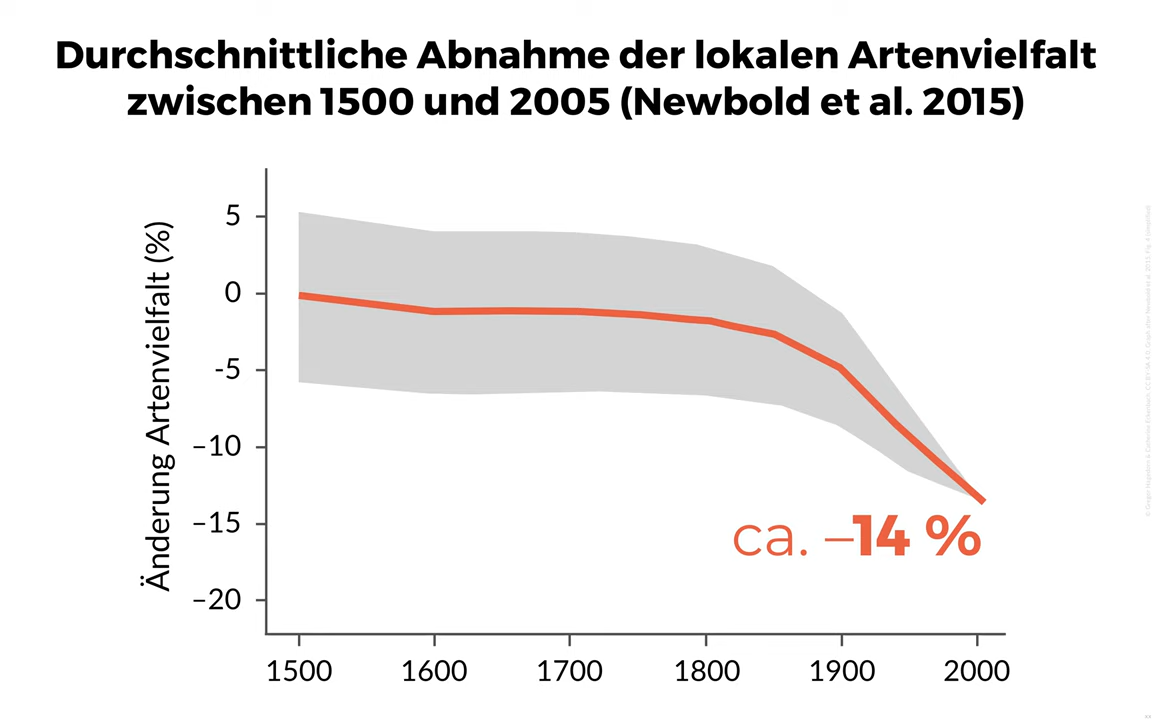 Durchschnittliche Abnahme der lokalen Artenvielfalt
zwischen 1500 und 2005 (Newbold et al. 2015)
Änderung Artenvielfalt (%)
5
0
-5
–10
–15
–20
ca. –14 %
1500 1600 1700 1800 1900 2000